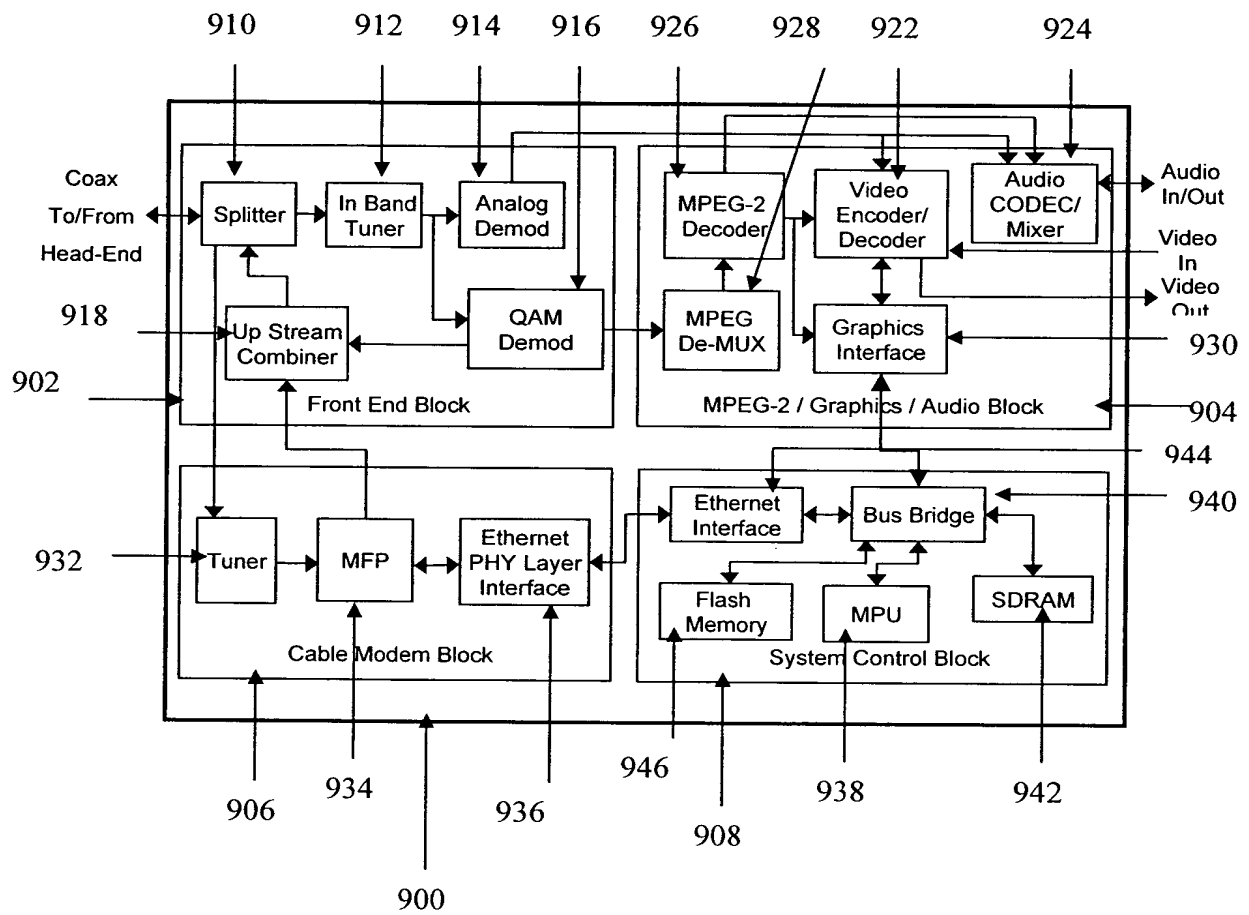 910
912
914
916
926
928
922
924
Coax
To/From
Head-End
Splitter
In Band
Tuner
Analog
Demod
MPEG-2
Decoder
Video
Encoder/
Decoder
Audio
CODEC/
Mixer
Audio
In/Out
Video
In
Video
Out
918
Up Stream
Combiner
QAM
Demod
MPEG
De-MUX
Graphics
Interface
930
902
Front End Block
MPEG-2 / Graphics / Audio Block
904
944
940
932
Tuner
MFP
Ethernet
PHY Layer
Interface
Ethernet
Interface
Bus Bridge
Flash
Memory
MPU
SDRAM
Cable Modem Block
System Control Block
906
934
936
946
908
938
942
900